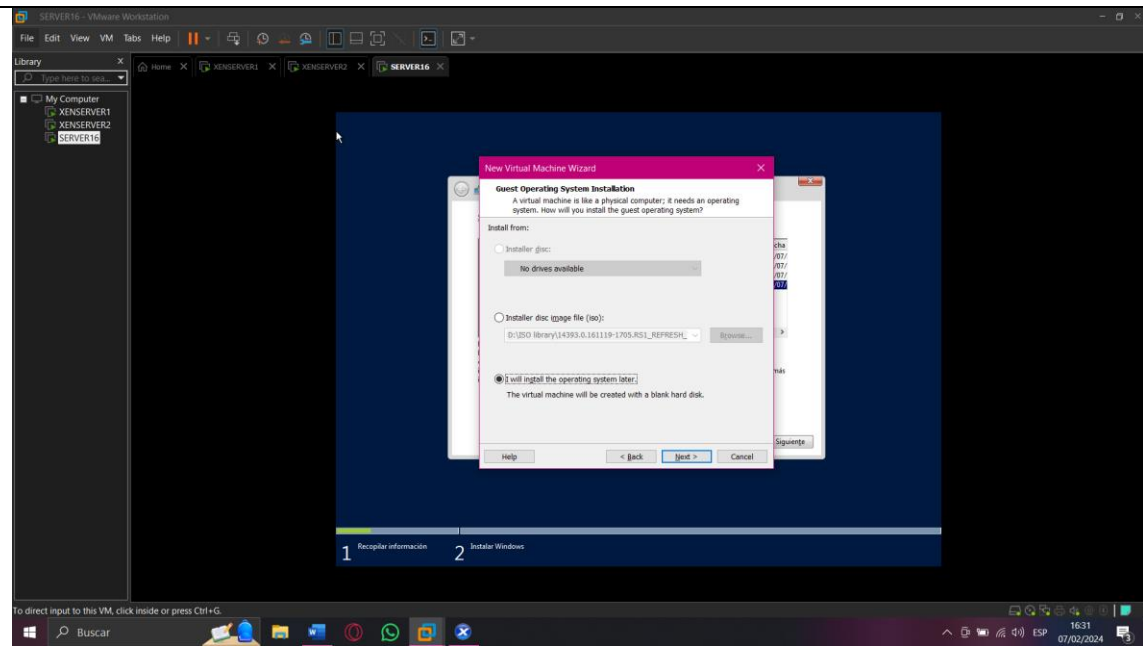 SERVER16 - VMware Workstation
File Edit View VM Tabs Help
Library X
Type here to sea...
Home X XENSERVER1 X XENSERVER2 X SERVER16 X
My Computer
XENSERVER1
XENSERVER2
SERVER16
New Virtual Machine Wizard
Guest Operating System Installation
A virtual machine is like a physical computer; it needs an operating
system. How will you install the guest operating system?
Install from:
Installer disc:
No drives available
Installer disc image file (iso):
D:\ISO library\14393.0.161119-1705.RS1_REFRESH_
Browse...
I will install the operating system later.
The virtual machine will be created with a blank hard disk.
Help < Back Next > Cancel
cha
/07/
/07/
/07/
/07/
más
Siguiente
1 Recopilar información 2 Instalar Windows
To direct input to this VM, click inside or press Ctrl+G.
Buscar
ESP
16:31
07/02/2024